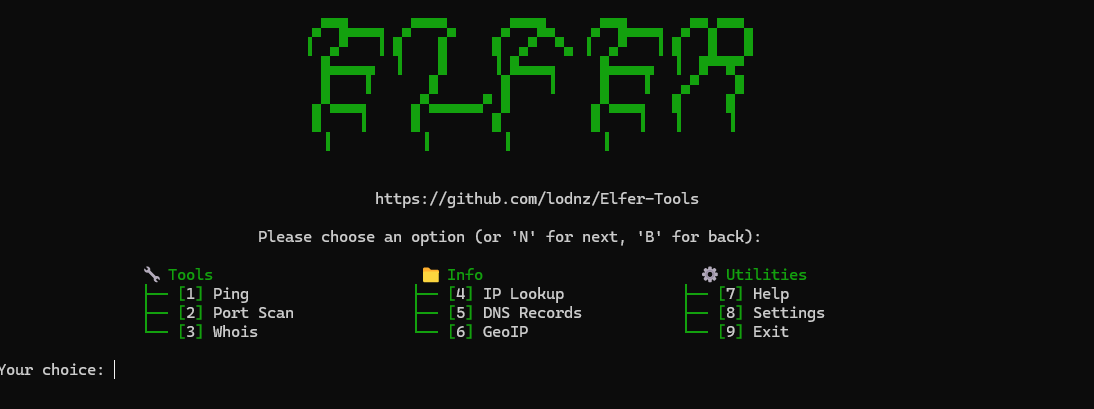 ELFER
https://github.com/lodnz/Elfer-Tools
Please choose an option (or 'N' for next, 'B' for back):
Tools Info Utilities
[1] Ping [4] IP Lookup [7] Help
[2] Port Scan [5] DNS Records [8] Settings
[3] Whois [6] GeoIP [9] Exit
Your choice: